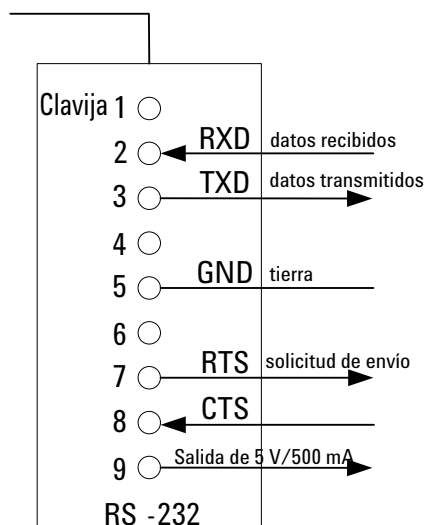 Clavija 1
2 RXD datos recibidos
3 TXD datos transmitidos
4
5 GND tierra
6
7 RTS solicitud de envío
8 CTS
9 Salida de 5 V/500 mA
RS -232